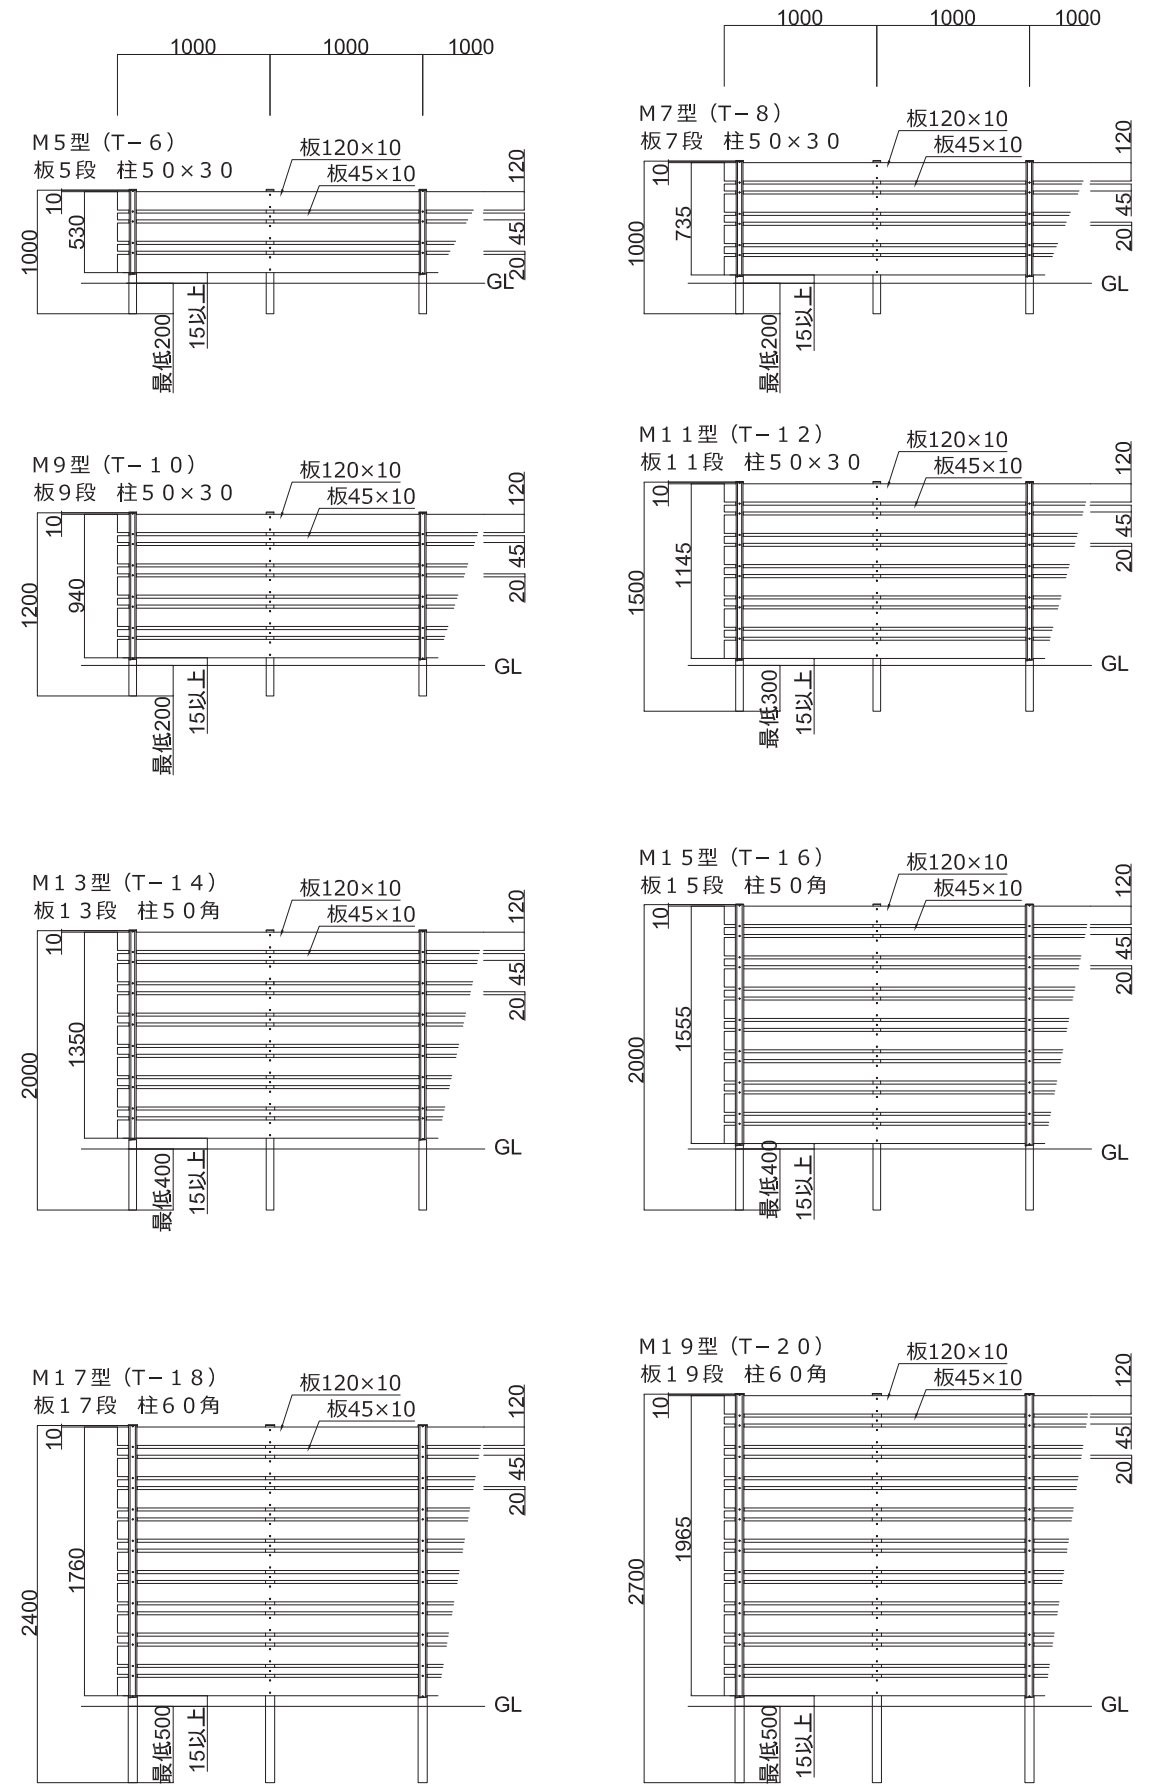 1000 1000 1000
M5型（T－6）
板5段 柱50×30
板120×10
板45×10
120
10
530
1000
45
20
GL
15以上
最低200
1000 1000 1000
M7型（T－8）
板7段 柱50×30
板120×10
板45×10
120
10
735
1000
45
20
GL
15以上
最低200
M9型（T－10）
板9段 柱50×30
板120×10
板45×10
120
10
940
1200
45
20
GL
15以上
最低200
M11型（T－12）
板11段 柱50×30
板120×10
板45×10
120
10
1145
1500
45
20
GL
15以上
最低300
M13型（T－14）
板13段 柱50角
板120×10
板45×10
120
10
1350
2000
45
20
GL
15以上
最低400
M15型（T－16）
板15段 柱50角
板120×10
板45×10
120
10
1555
2000
45
20
GL
15以上
最低400
M17型（T－18）
板17段 柱60角
板120×10
板45×10
120
10
1760
2400
45
20
GL
15以上
最低500
M19型（T－20）
板19段 柱60角
板120×10
板45×10
120
10
1965
2700
45
20
GL
15以上
最低500